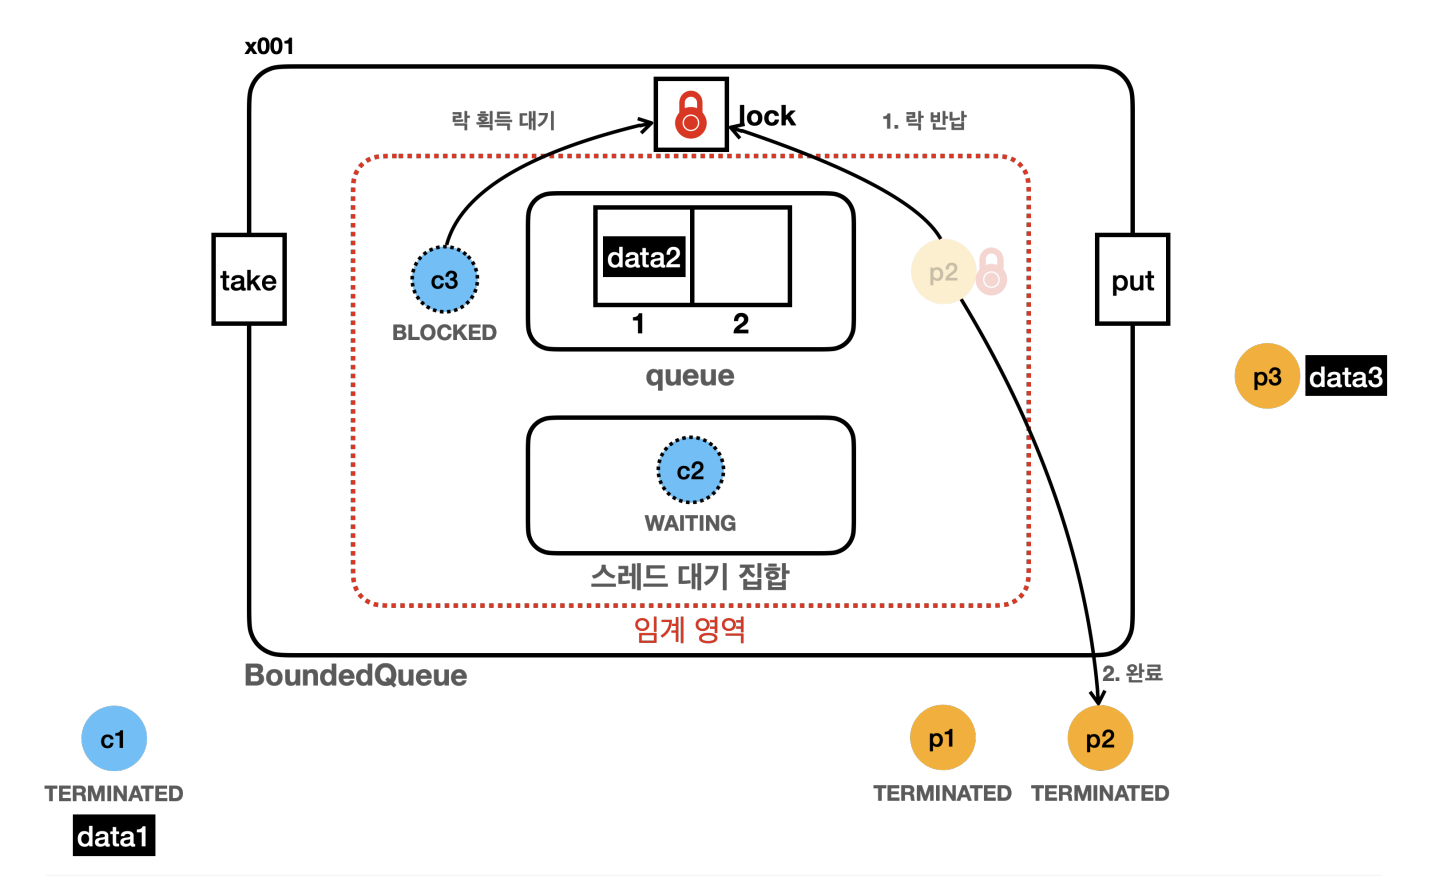 x001
락 획득 대기
lock
1. 락 반납
take
c3
BLOCKED
data2
1 2
queue
p2
put
p3 data3
c2
WAITING
스레드 대기 집합
임계 영역
BoundedQueue
2. 완료
c1
TERMINATED
data1
p1
TERMINATED
p2
TERMINATED